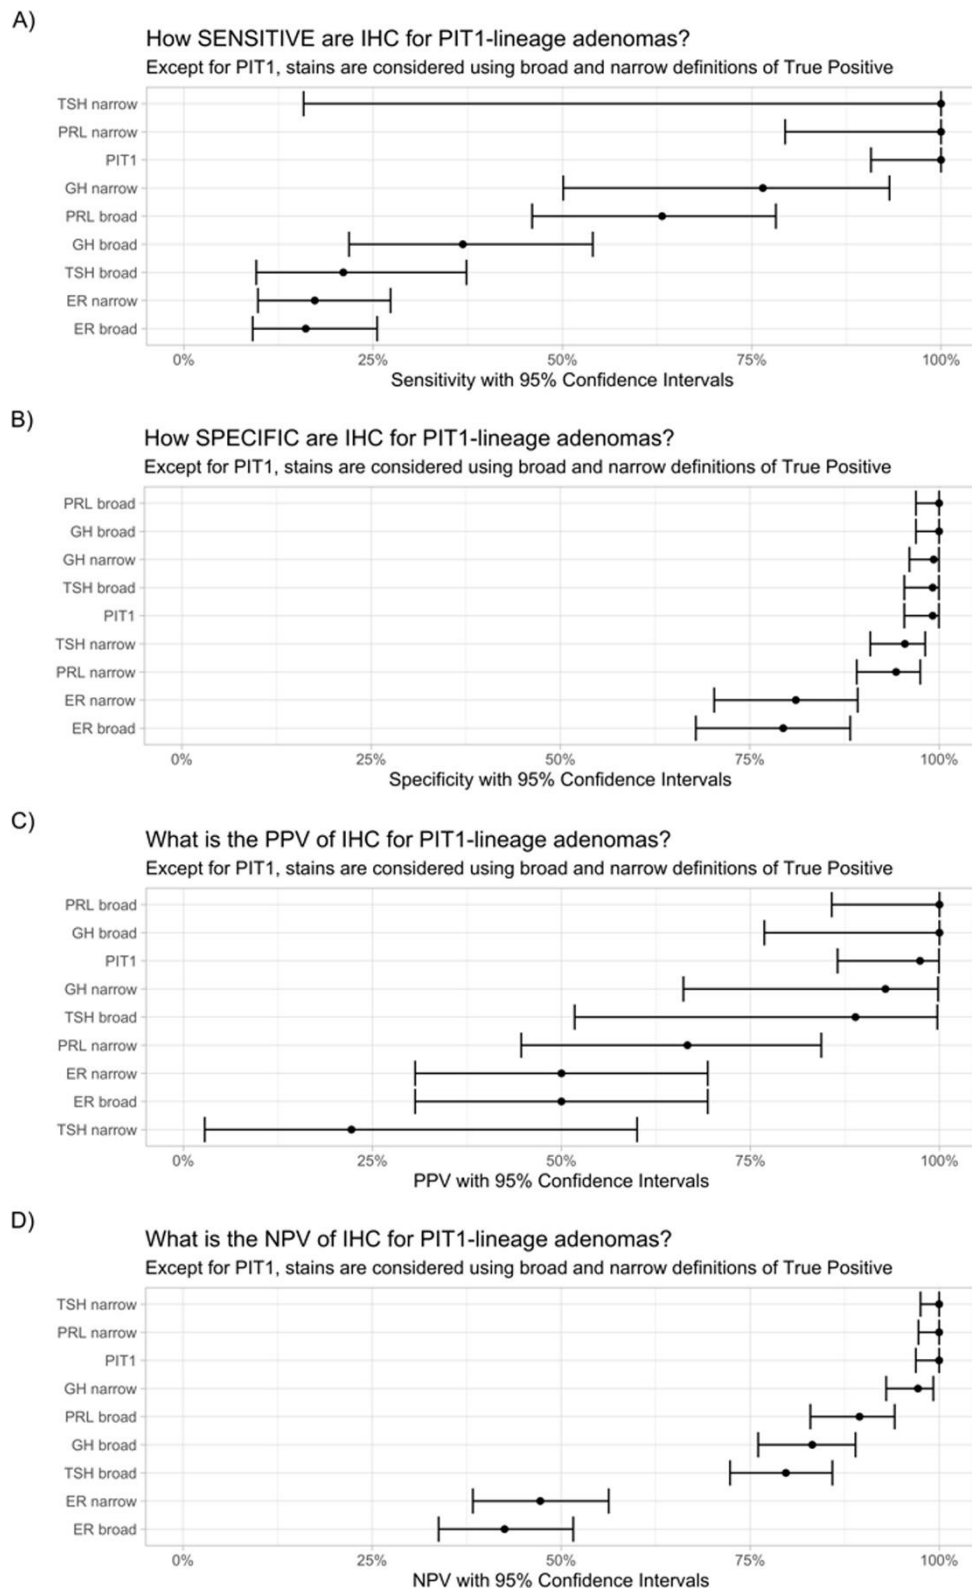 A)
How SENSITIVE are IHC for PIT1-lineage adenomas?
Except for PIT1, stains are considered using broad and narrow definitions of True Positive
TSH narrow
PRL narrow
PIT1
GH narrow
PRL broad
GH broad
TSH broad
ER narrow
ER broad
0% 25% 50% 75% 100%
Sensitivity with 95% Confidence Intervals
B)
How SPECIFIC are IHC for PIT1-lineage adenomas?
Except for PIT1, stains are considered using broad and narrow definitions of True Positive
PRL broad
GH broad
GH narrow
TSH broad
PIT1
TSH narrow
PRL narrow
ER narrow
ER broad
0% 25% 50% 75% 100%
Specificity with 95% Confidence Intervals
C)
What is the PPV of IHC for PIT1-lineage adenomas?
Except for PIT1, stains are considered using broad and narrow definitions of True Positive
PRL broad
GH broad
PIT1
GH narrow
TSH broad
PRL narrow
ER narrow
ER broad
TSH narrow
0% 25% 50% 75% 100%
PPV with 95% Confidence Intervals
D)
What is the NPV of IHC for PIT1-lineage adenomas?
Except for PIT1, stains are considered using broad and narrow definitions of True Positive
TSH narrow
PRL narrow
PIT1
GH narrow
PRL broad
GH broad
TSH broad
ER narrow
ER broad
0% 25% 50% 75% 100%
NPV with 95% Confidence Intervals